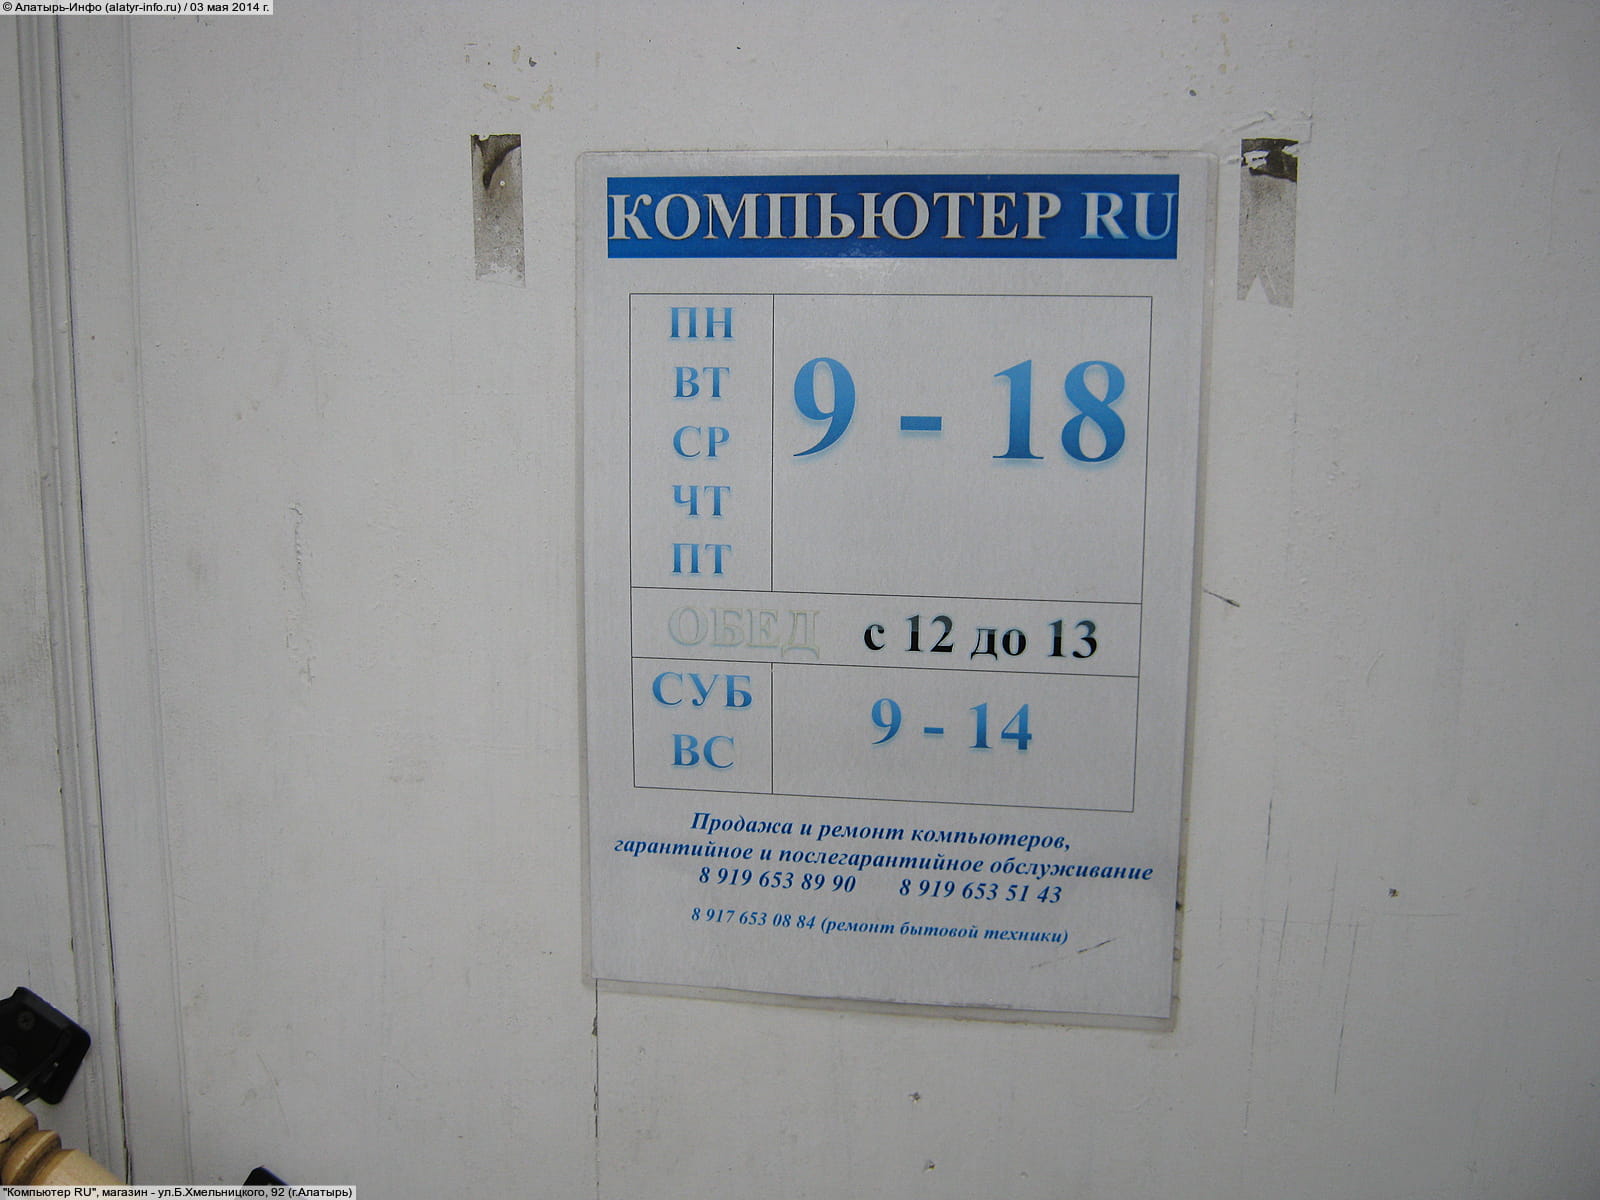 © Алатырь-Инфо (alatyr-info.ru) / 03 мая 2014 г.
КОМПЬЮТЕР RU
ПН
ВТ
СР
ЧТ
ПТ
9 - 18
ОБЕД с 12 до 13
СУБ
ВС
9 - 14
Продажа и ремонт компьютеров,
гарантийное и послегарантийное обслуживание
8 919 653 89 90 8 919 653 51 43
8 917 653 08 84 (ремонт бытовой техники)
"Компьютер RU", магазин - ул.Б.Хмельницкого, 92 (г.Алатырь)